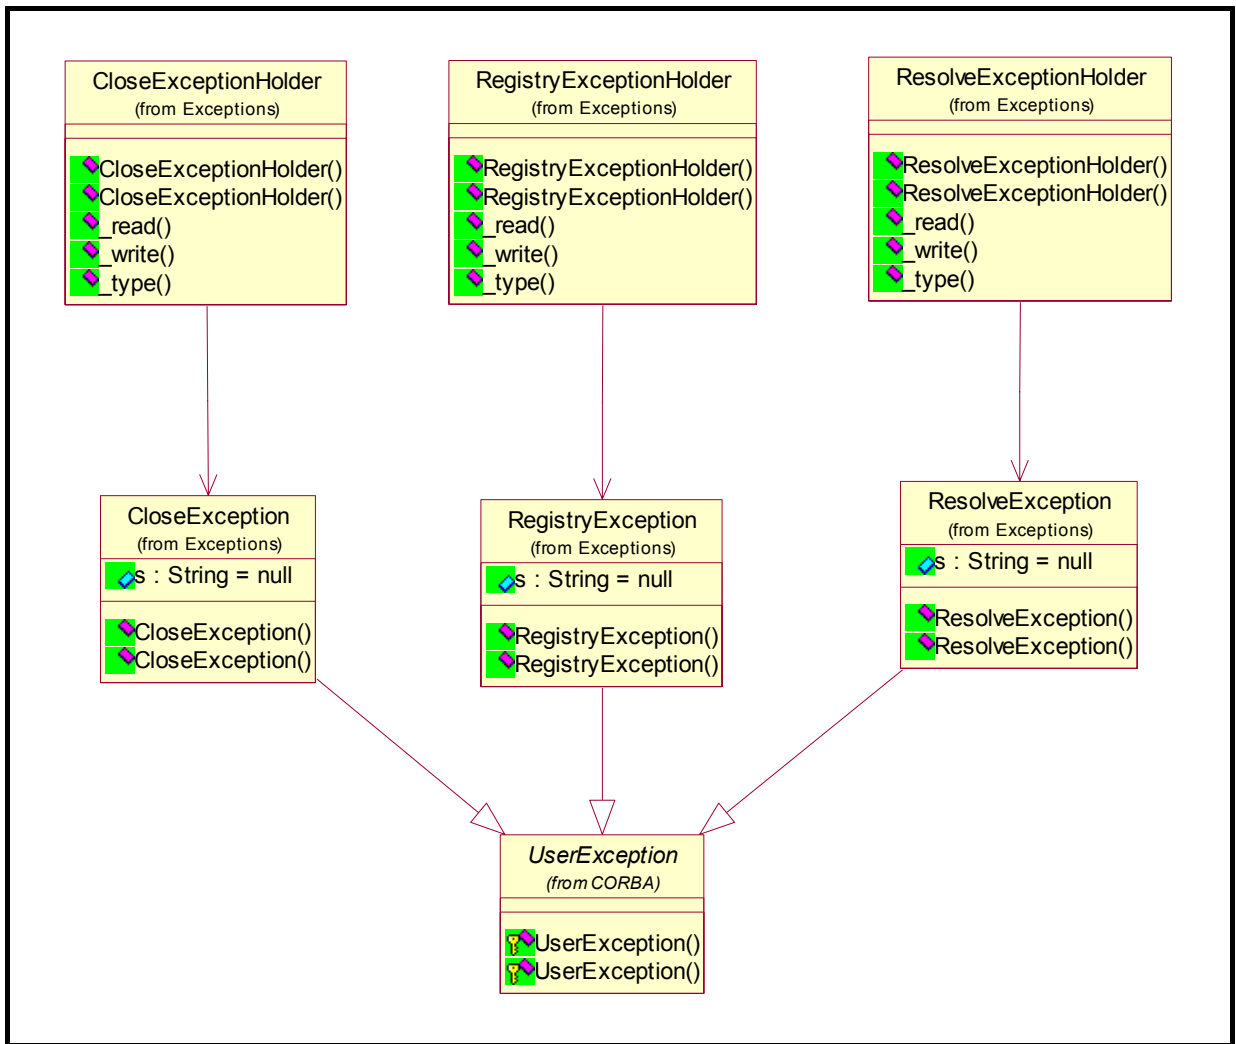 CloseExceptionHolder
(from Exceptions)
CloseExceptionHolder()
CloseExceptionHolder()
_read()
_write()
_type()
RegistryExceptionHolder
(from Exceptions)
RegistryExceptionHolder()
RegistryExceptionHolder()
_read()
_write()
_type()
ResolveExceptionHolder
(from Exceptions)
ResolveExceptionHolder()
ResolveExceptionHolder()
_read()
_write()
_type()
CloseException
(from Exceptions)
s : String = null
CloseException()
CloseException()
RegistryException
(from Exceptions)
s : String = null
RegistryException()
RegistryException()
ResolveException
(from Exceptions)
s : String = null
ResolveException()
ResolveException()
UserException
(from CORBA)
UserException()
UserException()